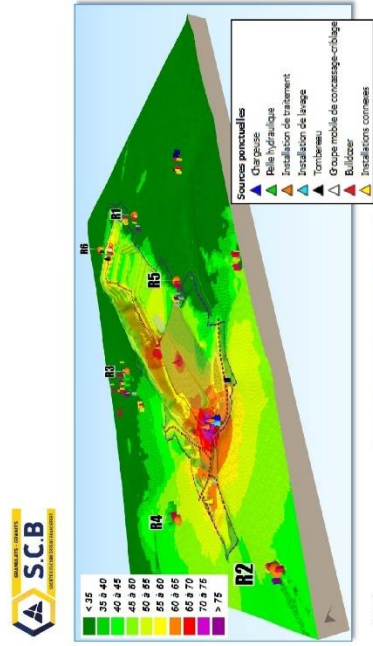 GRANULATS - GRANITS
S.C.B
R6
R1
R3
R5
R4
R2
< 35
35 à 40
40 à 45
45 à 50
50 à 55
55 à 60
60 à 65
65 à 70
70 à 75
> 75
Sources ponctuelles
Chargeuse
Pelle hydraulique
Installation de traitement
Installation de lavage
Tombereau
Groupe mobile de concassage-criblage
Bulldozer
Installations connexes